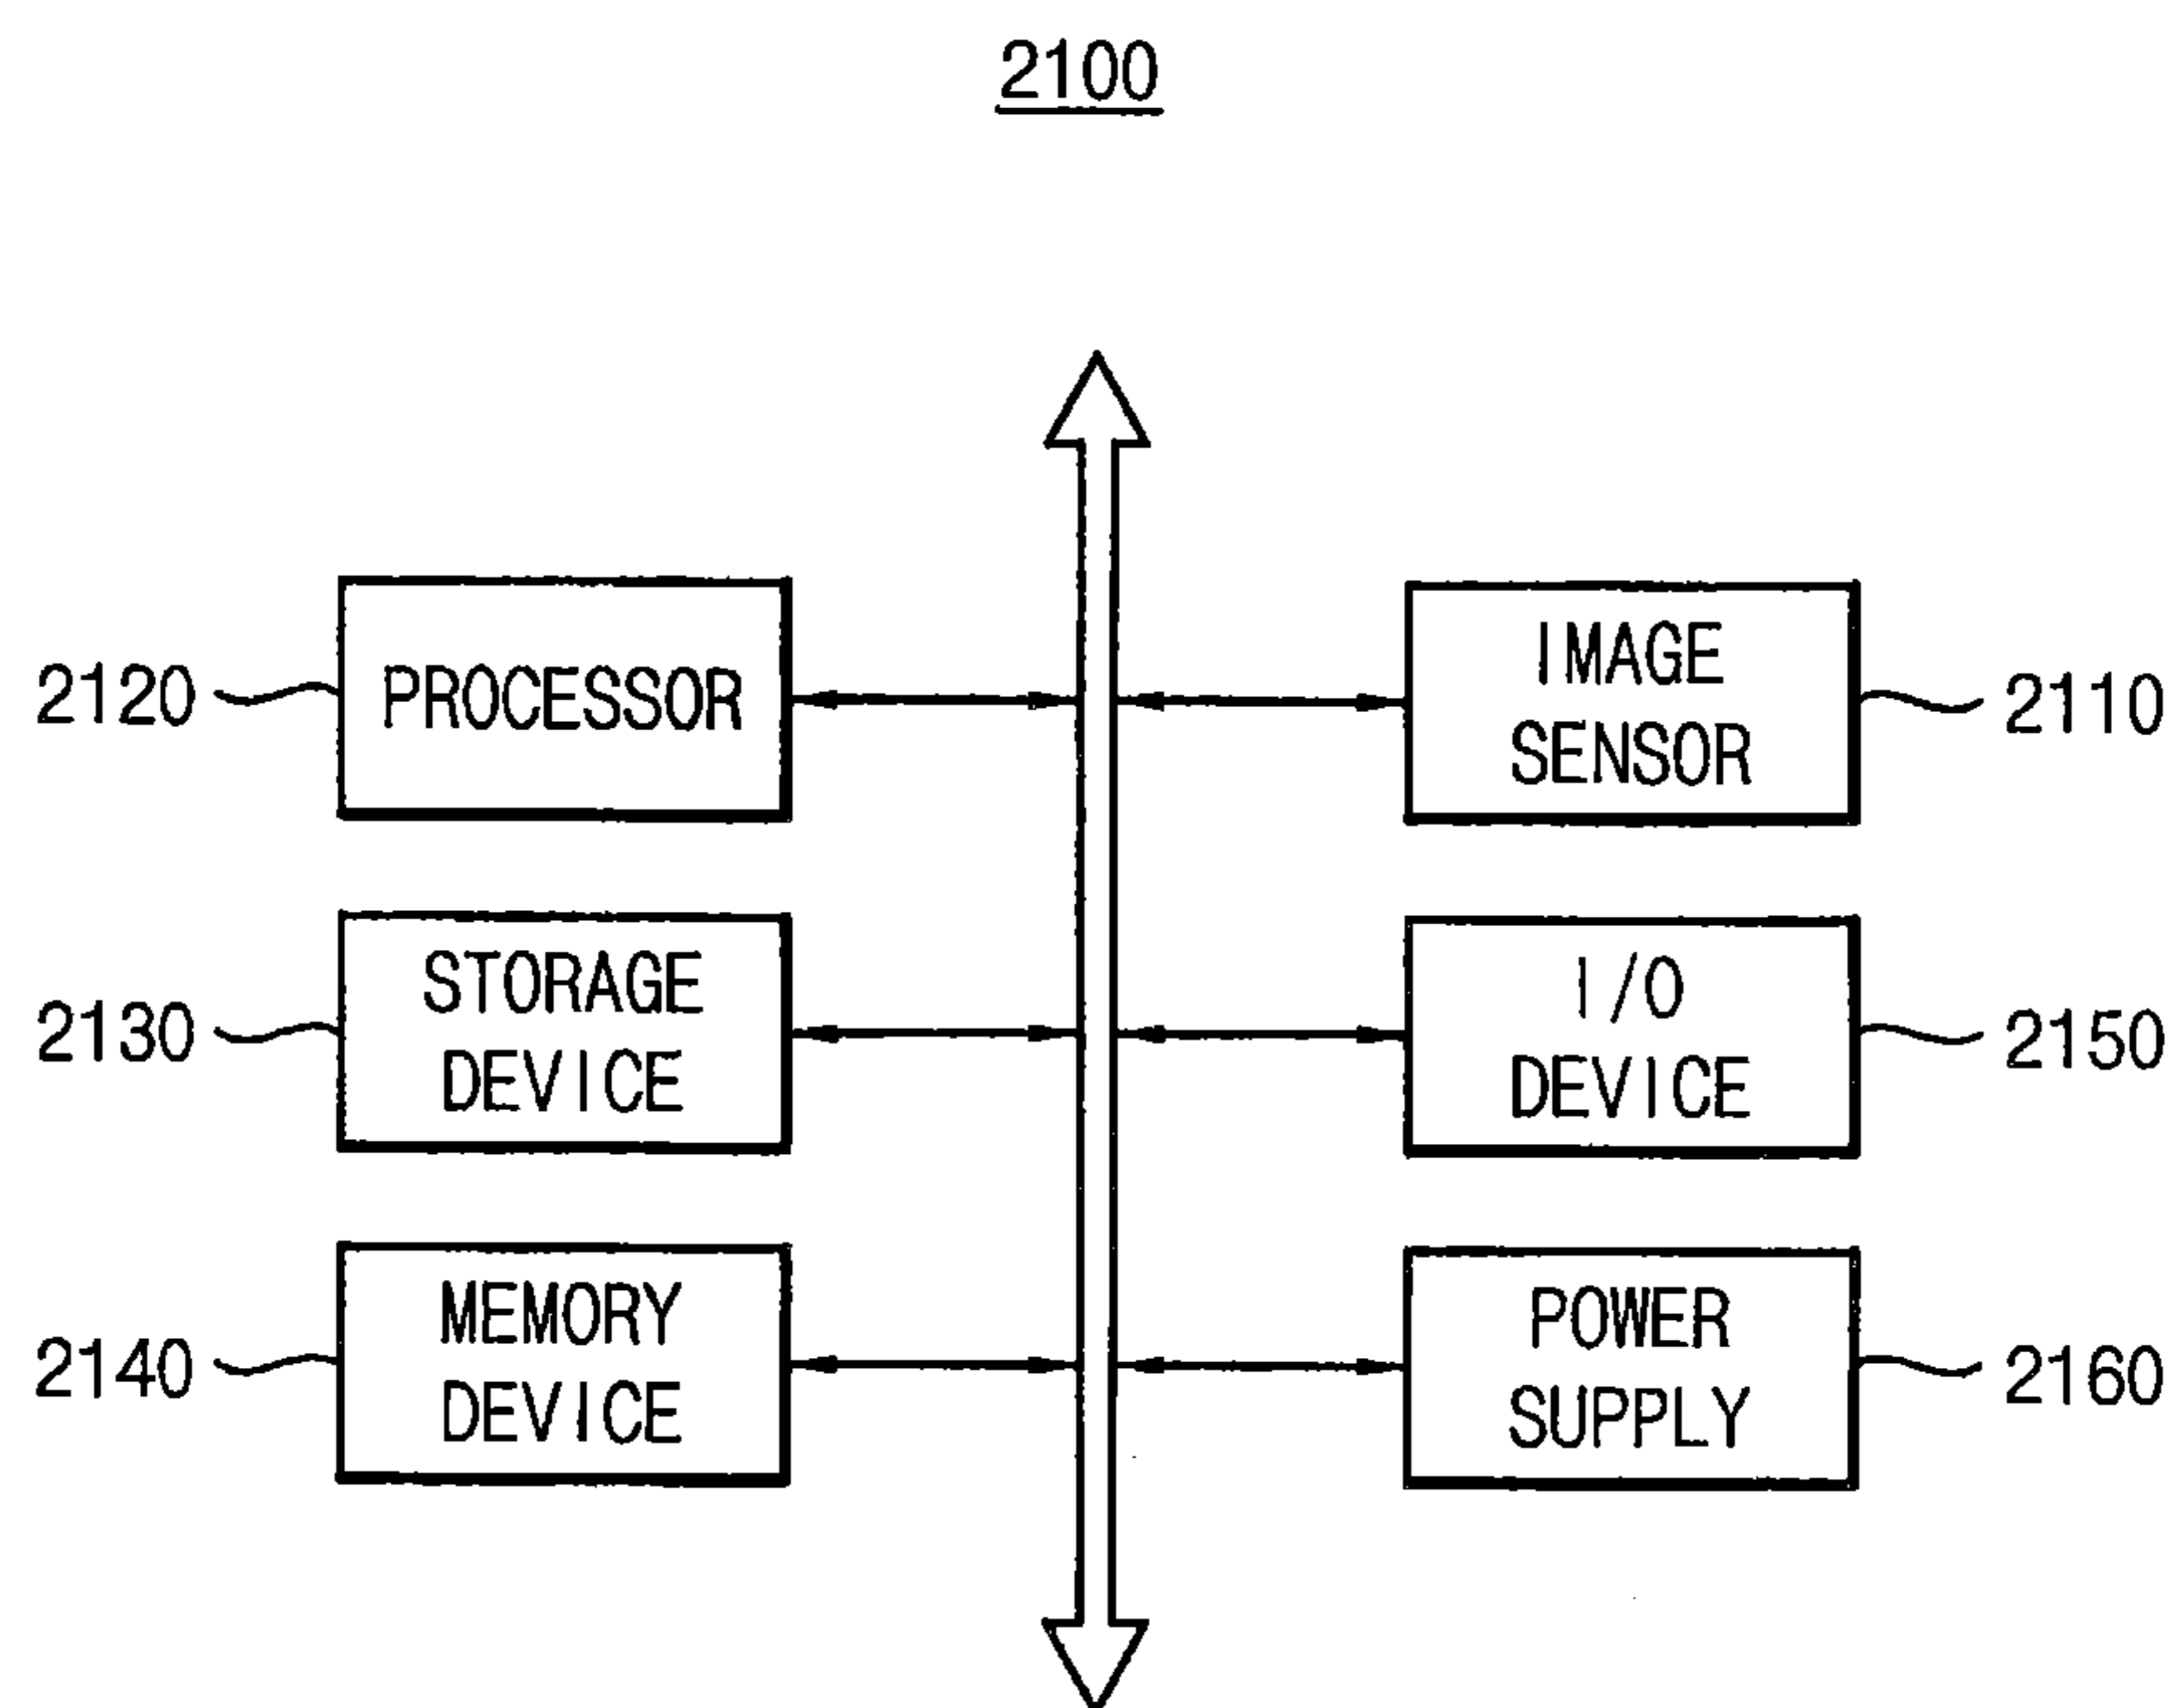 2100
2120
PROCESSOR
IMAGE
SENSOR
2110
2130
STORAGE
DEVICE
I/O
DEVICE
2150
2140
MEMORY
DEVICE
POWER
SUPPLY
2160